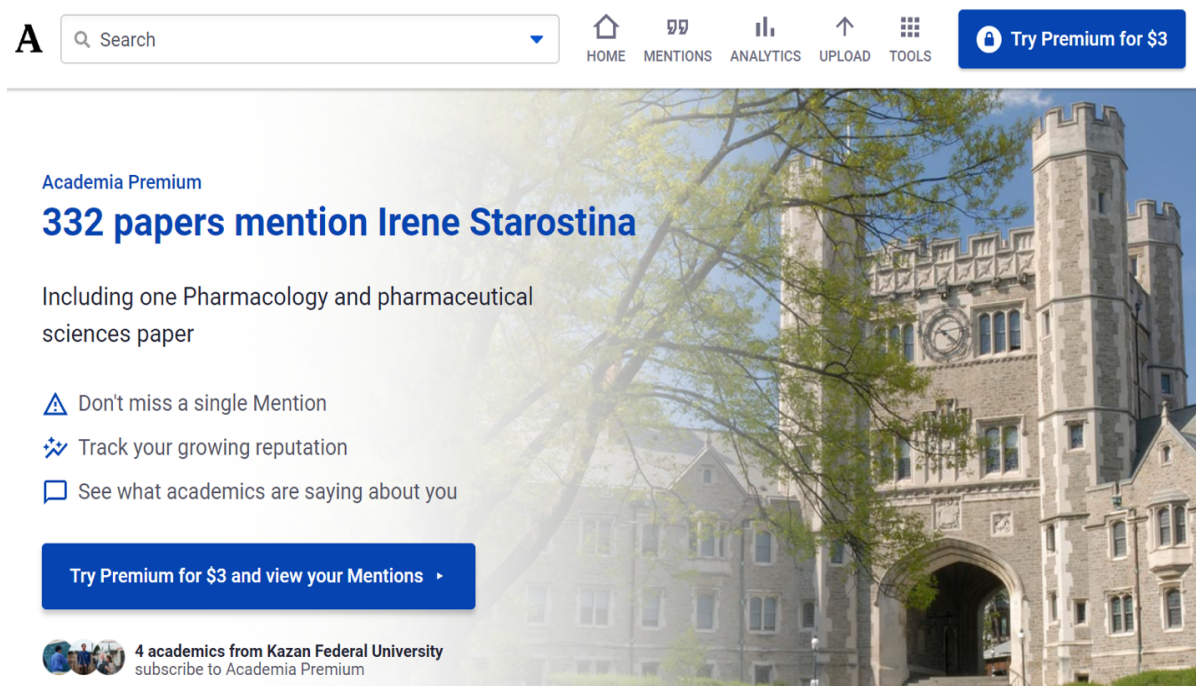 A
Search
HOME
MENTIONS
ANALYTICS
UPLOAD
TOOLS
Try Premium for $3
Academia Premium
332 papers mention Irene Starostina
Including one Pharmacology and pharmaceutical
sciences paper
Don't miss a single Mention
Track your growing reputation
See what academics are saying about you
Try Premium for $3 and view your Mentions
4 academics from Kazan Federal University
subscribe to Academia Premium